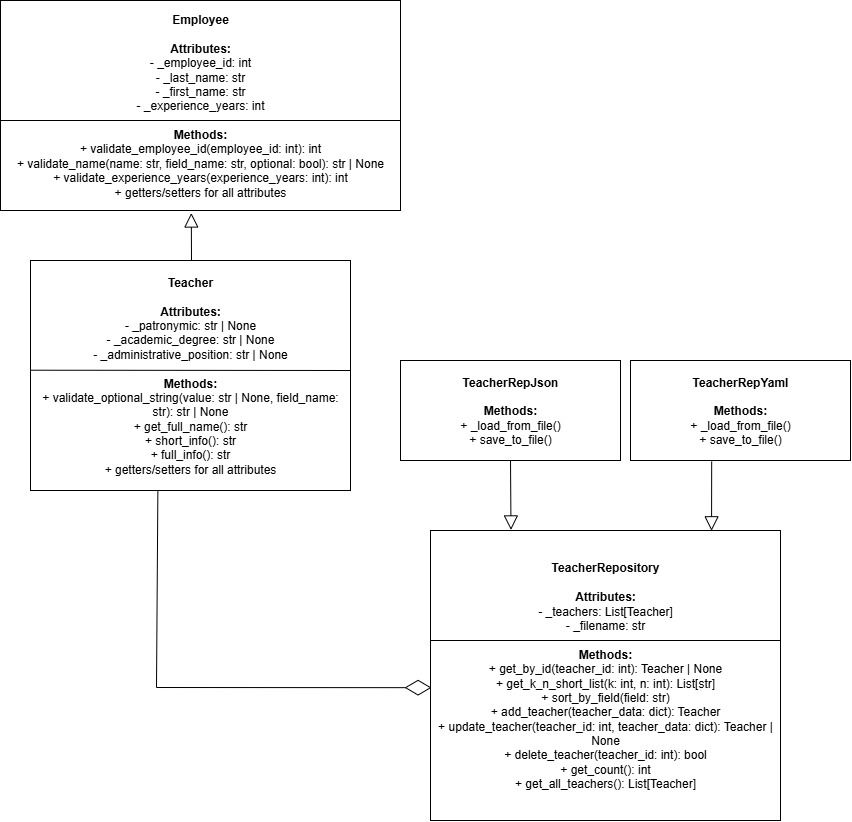 Employee
Attributes:
- _employee_id: int
- _last_name: str
- _first_name: str
- _experience_years: int
Methods:
+ validate_employee_id(employee_id: int): int
+ validate_name(name: str, field_name: str, optional: bool): str | None
+ validate_experience_years(experience_years: int): int
+ getters/setters for all attributes
Teacher
Attributes:
- _patronymic: str | None
- _academic_degree: str | None
- _administrative_position: str | None
Methods:
+ validate_optional_string(value: str | None, field_name:
str): str | None
+ get_full_name(): str
+ short_info(): str
+ full_info(): str
+ getters/setters for all attributes
TeacherRepJson
Methods:
+ _load_from_file()
+ save_to_file()
TeacherRepYaml
Methods:
+ _load_from_file()
+ save_to_file()
TeacherRepository
Attributes:
- _teachers: List[Teacher]
- _filename: str
Methods:
+ get_by_id(teacher_id: int): Teacher | None
+ get_k_n_short_list(k: int, n: int): List[str]
+ sort_by_field(field: str)
+ add_teacher(teacher_data: dict): Teacher
+ update_teacher(teacher_id: int, teacher_data: dict): Teacher |
None
+ delete_teacher(teacher_id: int): bool
+ get_count(): int
+ get_all_teachers(): List[Teacher]